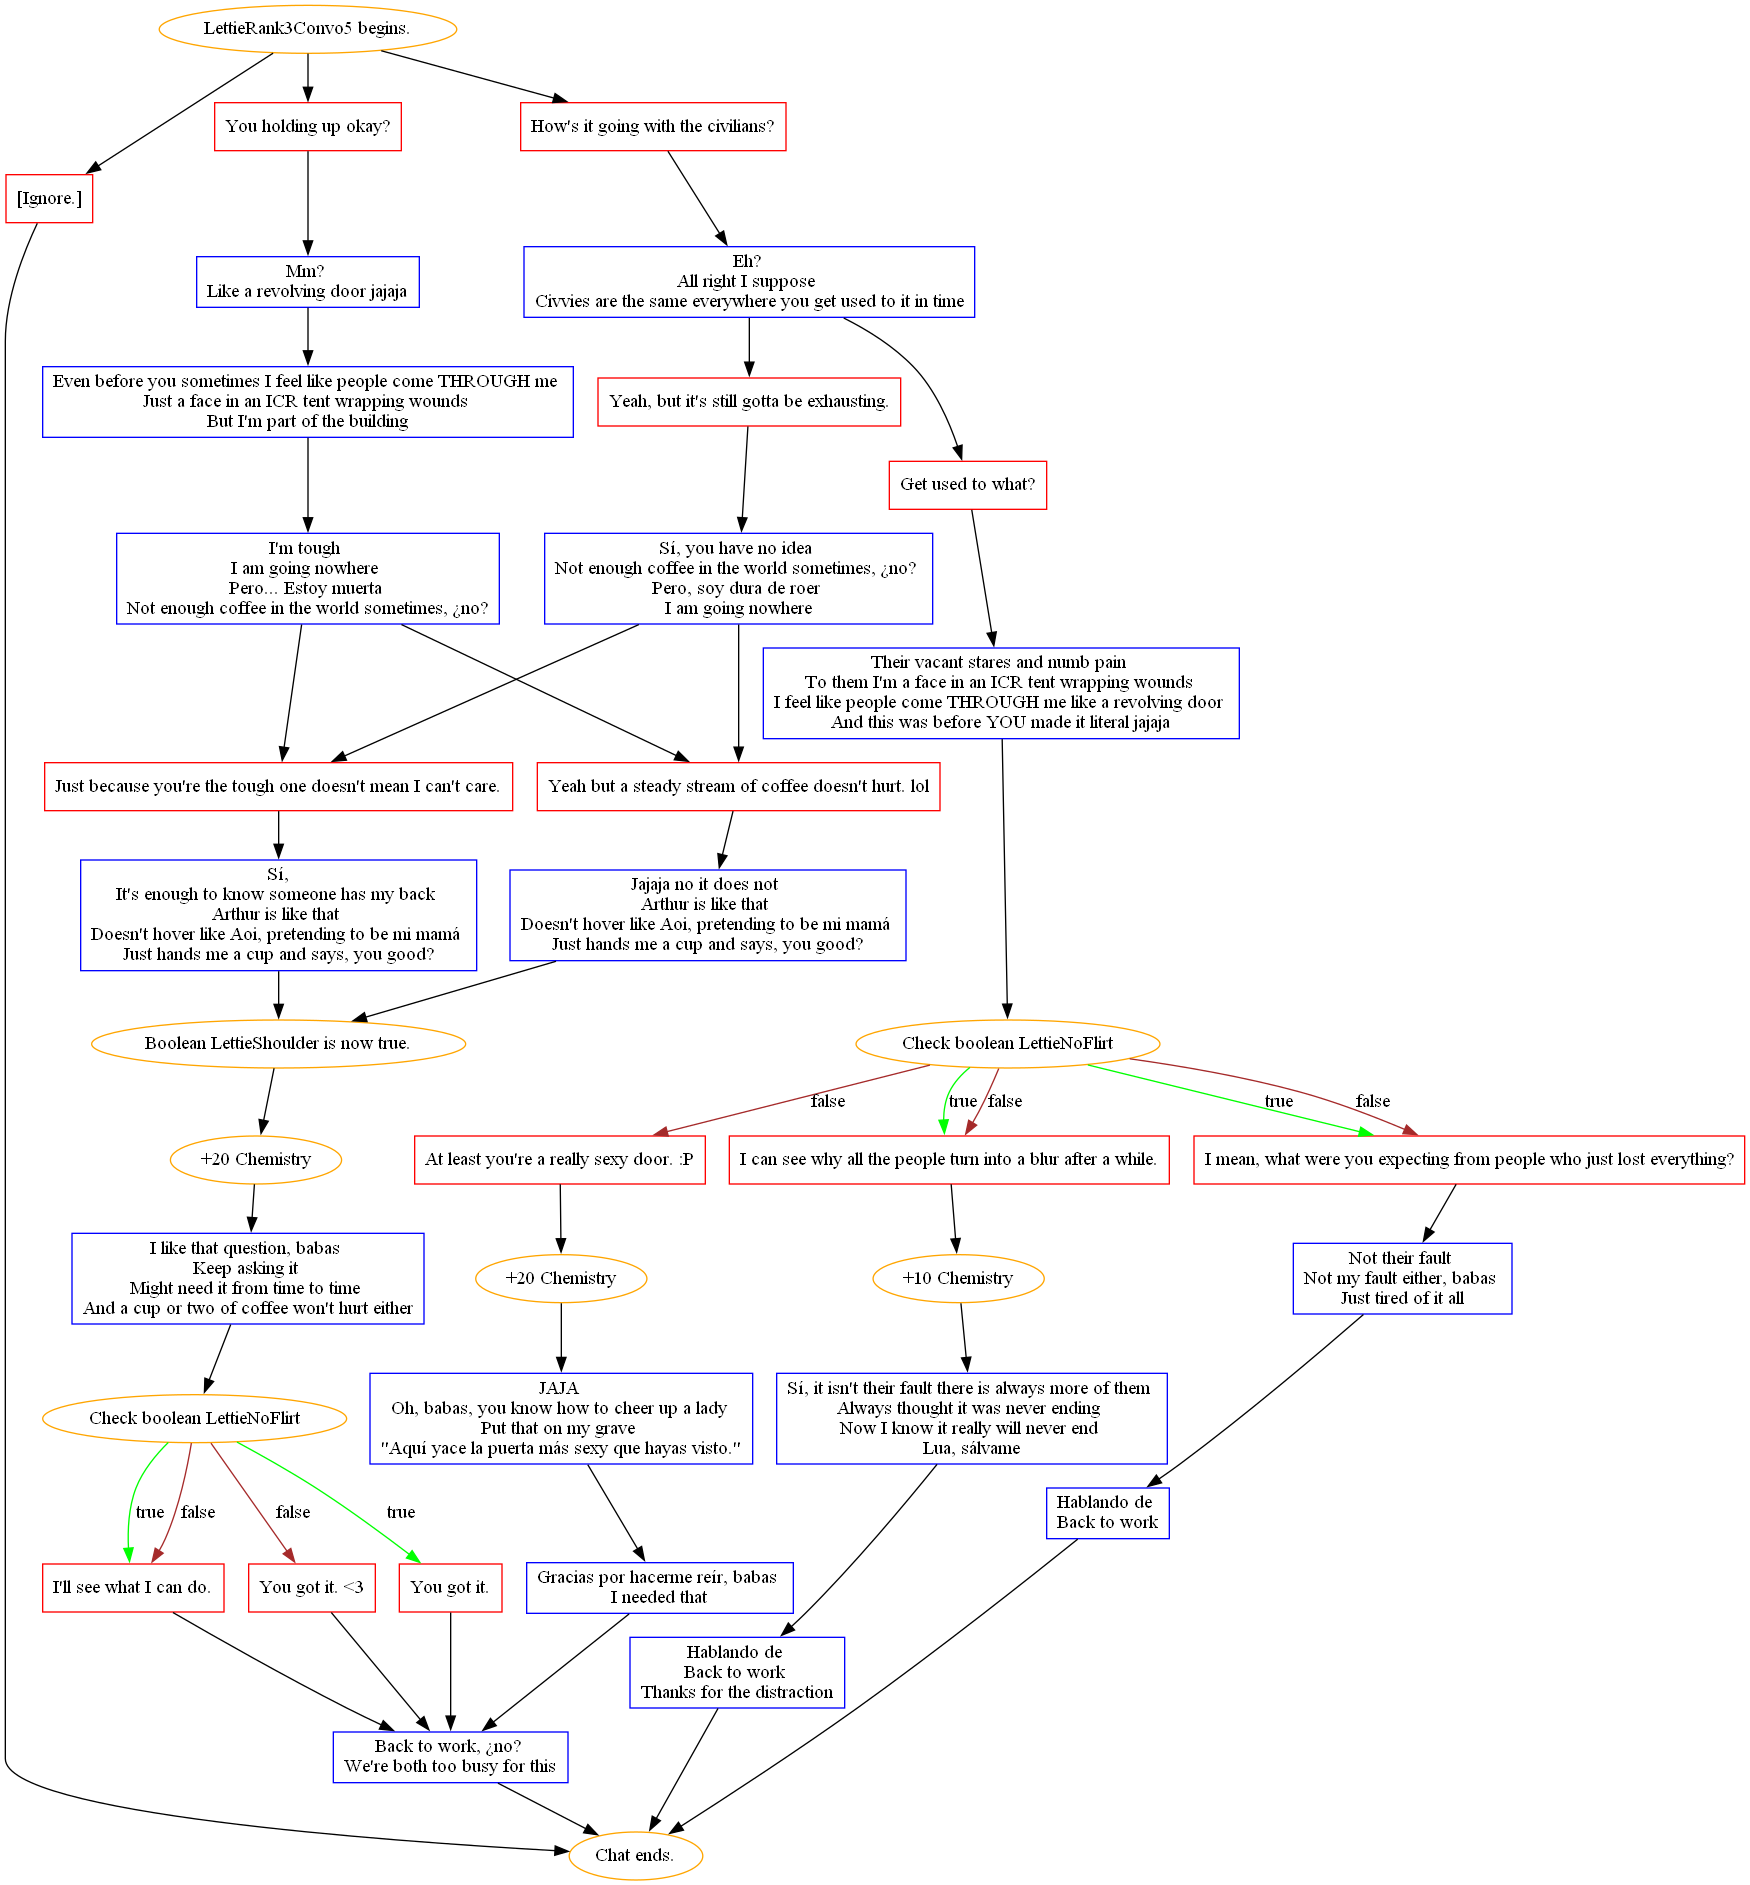 LettieRank3Convo5 begins.
You holding up okay?
How's it going with the civilians?
[Ignore.]
Mm?
Like a revolving door jajaja
Eh?
All right I suppose
Civvies are the same everywhere you get used to it in time
Even before you sometimes I feel like people come THROUGH me
Just a face in an ICR tent wrapping wounds
But I'm part of the building
Yeah, but it's still gotta be exhausting.
Get used to what?
I'm tough
I am going nowhere
Pero... Estoy muerta
Not enough coffee in the world sometimes, ¿no?
Sí, you have no idea
Not enough coffee in the world sometimes, ¿no?
Pero, soy dura de roer
I am going nowhere
Their vacant stares and numb pain
To them I'm a face in an ICR tent wrapping wounds
I feel like people come THROUGH me like a revolving door
And this was before YOU made it literal jajaja
Just because you're the tough one doesn't mean I can't care.
Yeah but a steady stream of coffee doesn't hurt. lol
Sí,
It's enough to know someone has my back
Arthur is like that
Doesn't hover like Aoi, pretending to be mi mamá
Just hands me a cup and says, you good?
Jajaja no it does not
Arthur is like that
Doesn't hover like Aoi, pretending to be mi mamá
Just hands me a cup and says, you good?
Boolean LettieShoulder is now true.
Check boolean LettieNoFlirt
false
true
false
true
false
+20 Chemistry
At least you're a really sexy door. :P
I can see why all the people turn into a blur after a while.
I mean, what were you expecting from people who just lost everything?
I like that question, babas
Keep asking it
Might need it from time to time
And a cup or two of coffee won't hurt either
+20 Chemistry
+10 Chemistry
Not their fault
Not my fault either, babas
Just tired of it all
Check boolean LettieNoFlirt
JAJA
Oh, babas, you know how to cheer up a lady
Put that on my grave
"Aquí yace la puerta más sexy que hayas visto."
Sí, it isn't their fault there is always more of them
Always thought it was never ending
Now I know it really will never end
Lua, sálvame
true
false
false
true
Hablando de
Back to work
I'll see what I can do.
You got it. <3
You got it.
Gracias por hacerme reír, babas
I needed that
Hablando de
Back to work
Thanks for the distraction
Back to work, ¿no?
We're both too busy for this
Chat ends.